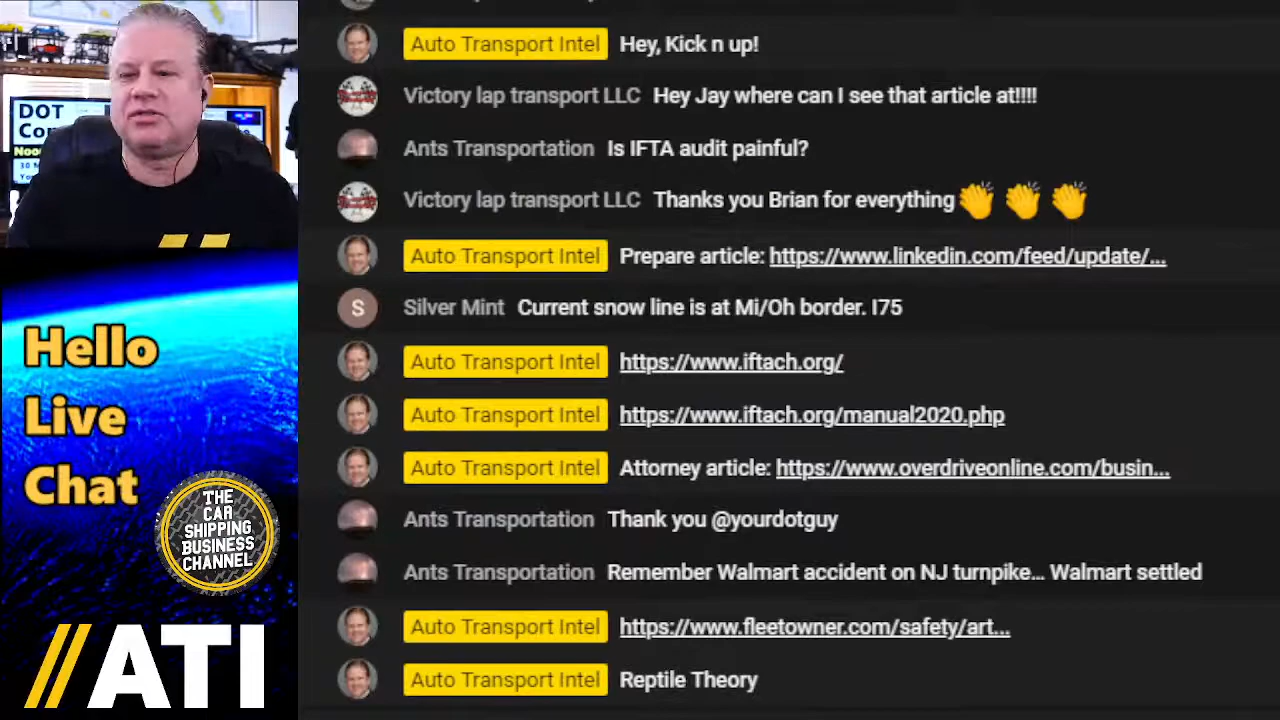 DOT
Hello
Live
Chat
THE
CAR
SHIPPING
BUSINESS
CHANNEL
//ATI
Auto Transport Intel Hey, Kick n up!
Victory lap transport LLC Hey Jay where can I see that article at!!!!
Ants Transportation Is IFTA audit painful?
Victory lap transport LLC Thanks you Brian for everything👏 👏 👏
Auto Transport Intel Prepare article: https://www.linkedin.com/feed/update/...
S Silver Mint Current snow line is at Mi/Oh border. I75
Auto Transport Intel https://www.iftach.org/
Auto Transport Intel https://www.iftach.org/manual2020.php
Auto Transport Intel Attorney article: https://www.overdriveonline.com/busin...
Ants Transportation Thank you @yourdotguy
Ants Transportation Remember Walmart accident on NJ turnpike... Walmart settled
Auto Transport Intel https://www.fleetowner.com/safety/art...
Auto Transport Intel Reptile Theory